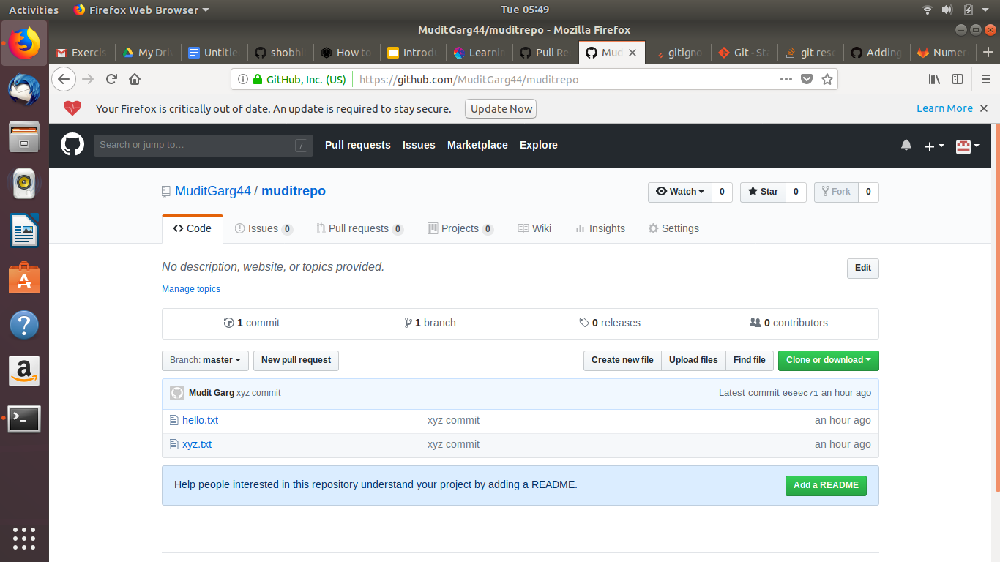 Activities Firefox Web Browser Tue 05:49
MuditGarg44/muditrepo - Mozilla Firefox
Exercis My Driv Untitle shobhi How to Introdu Learnin Pull Re Mud gitigno Git - Sta git rese Adding Numer
GitHub, Inc. (US) https://github.com/MuditGarg44/muditrepo
Your Firefox is critically out of date. An update is required to stay secure. Update Now Learn More
Search or jump to… / Pull requests Issues Marketplace Explore
MuditGarg44 / muditrepo Watch 0 Star 0 Fork 0
Code Issues 0 Pull requests 0 Projects 0 Wiki Insights Settings
No description, website, or topics provided. Edit
Manage topics
1 commit 1 branch 0 releases 0 contributors
Branch: master New pull request Create new file Upload files Find file Clone or download
Mudit Garg xyz commit Latest commit 06e0c71 an hour ago
hello.txt xyz commit an hour ago
xyz.txt xyz commit an hour ago
Help people interested in this repository understand your project by adding a README. Add a README